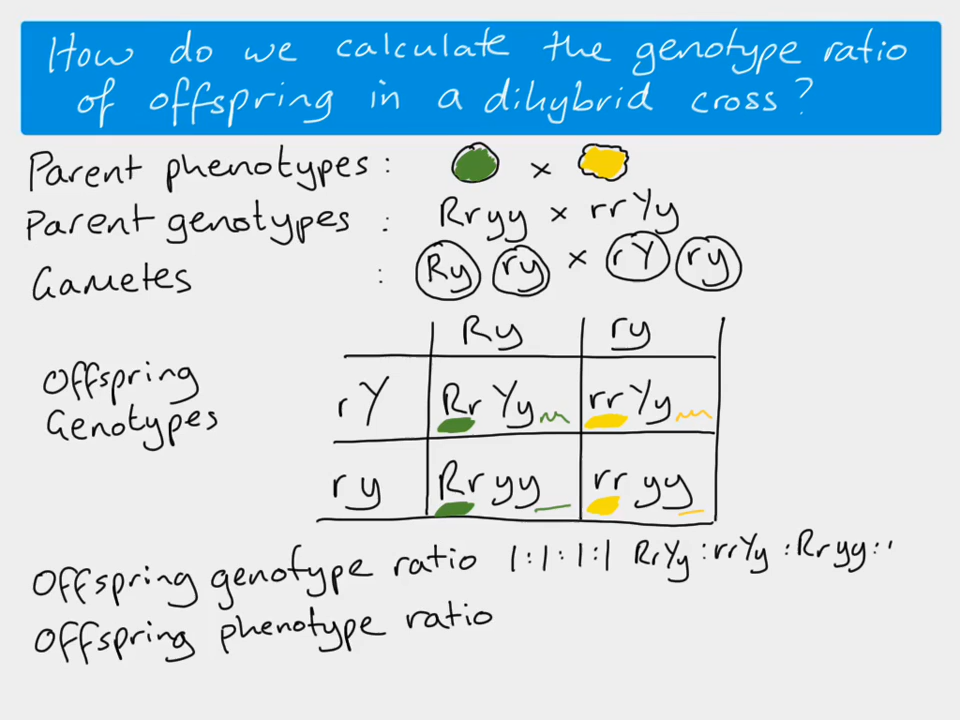 How do we calculate the genotype ratio
of offspring in a dihybrid cross?
Parent phenotypes : x
Parent genotypes : Rryy x rrYy
Gametes : Ry ry x rY ry
Ry ry
Offspring
Genotypes
rY RrYy rrYy
ry Rryy rryy
Offspring genotype ratio 1:1:1:1 RrYy:rrYy:Rryy:
Offspring phenotype ratio